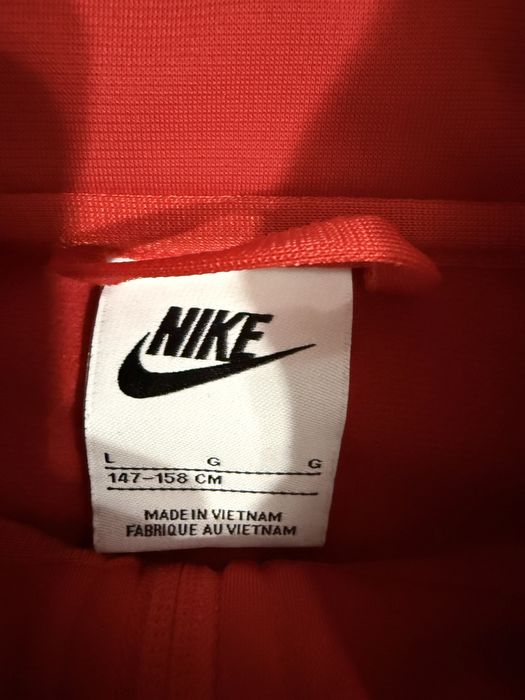 NIKE
L G G
147-158 CM
MADE IN VIETNAM
FABRIQUE AU VIETNAM